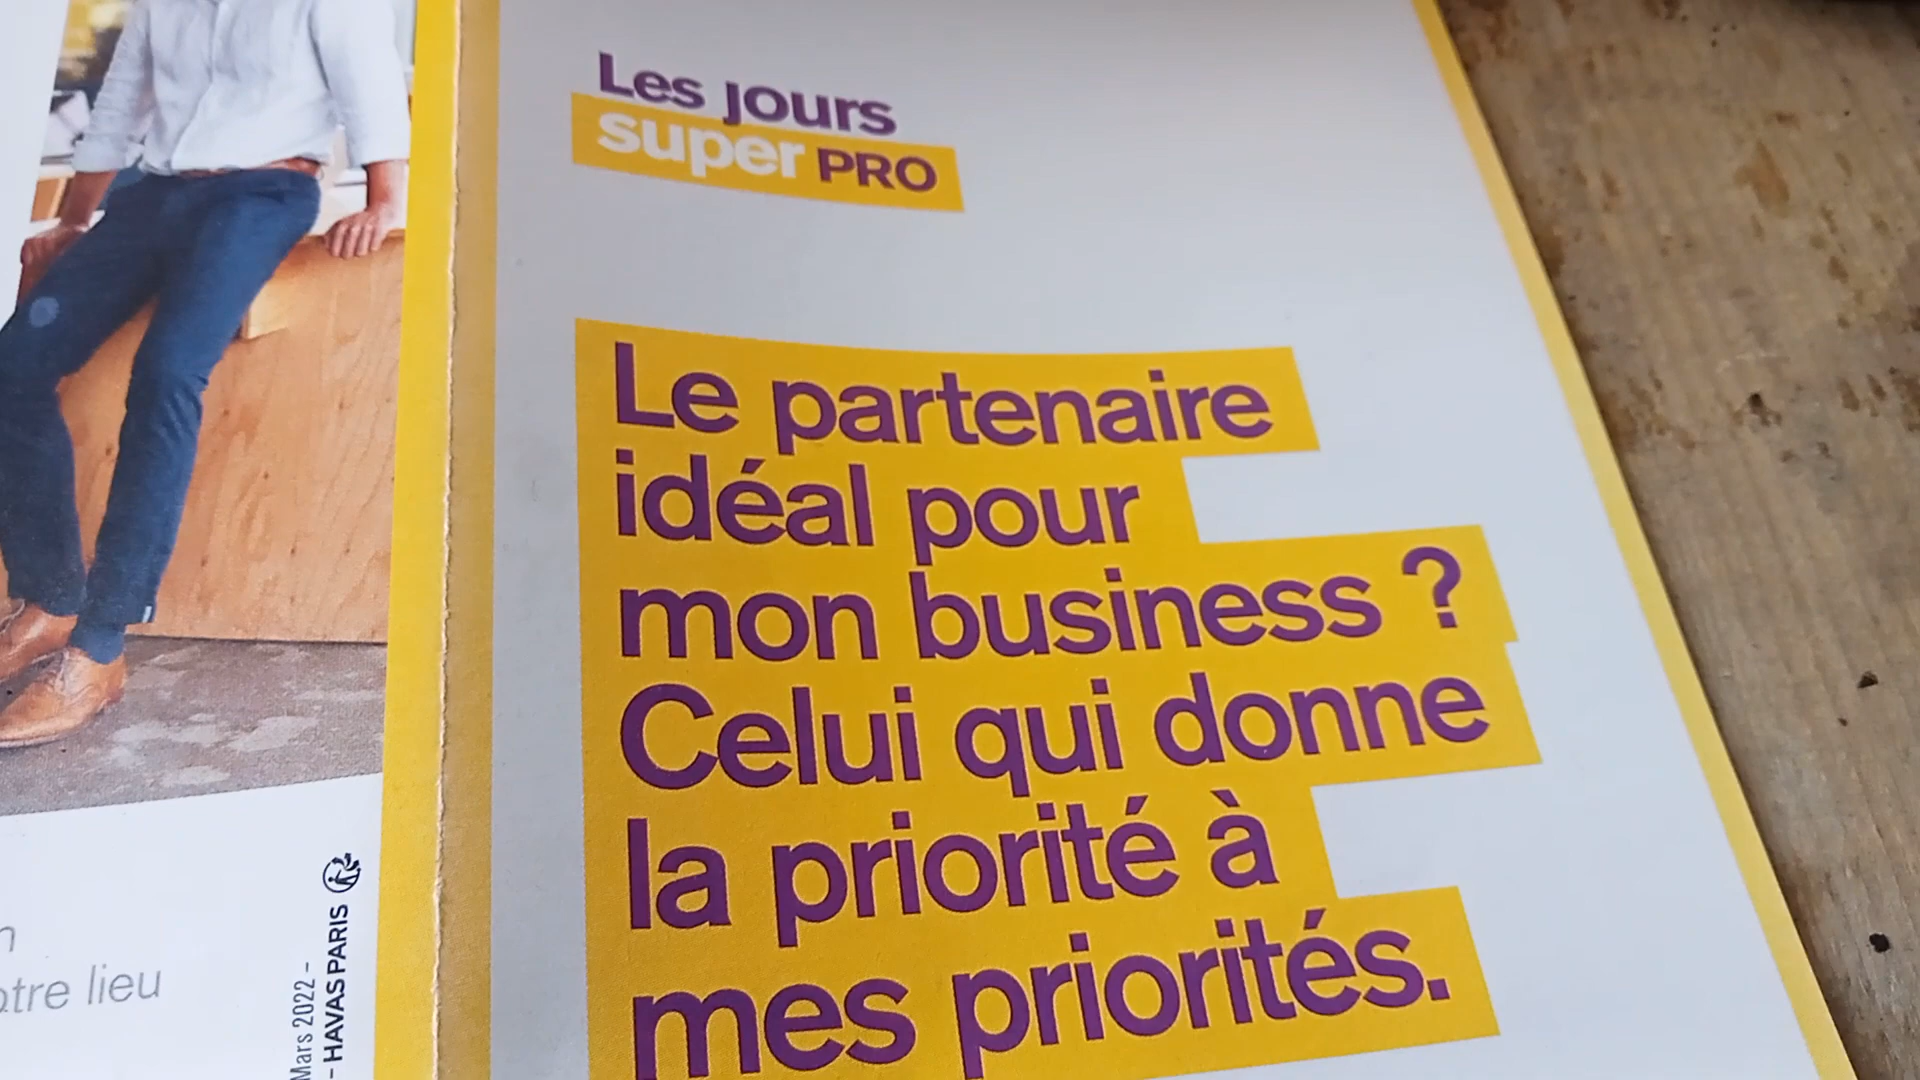 Les jours
super PRO
Le partenaire
idéal pour
mon business ?
Celui qui donne
la priorité à
mes priorités.
lieu
Mars 2022 –
– HAVAS PARIS